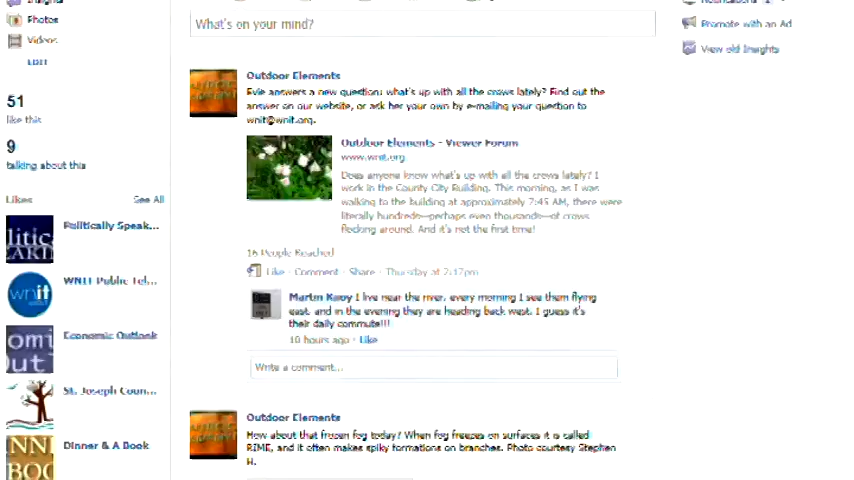 Photos
Videos
EDIT
51
like this
9
talking about this
Likes
See All
Politically Speak...
WNIT Public Tel...
Economic Outlook
St. Joseph Coun...
Dinner & A Book
What's on your mind?
Outdoor Elements
Evie answers a new question: what's up with all the crows lately? Find out the
answer on our website, or ask her your own by e-mailing your question to
wnit@wnit.org.
Outdoor Elements - Viewer Forum
www.wnit.org
Does anyone know what's up with all the crows lately? I
work in the County City Building. This morning, as I was
walking to the building at approximately 7:45 AM, there were
literally hundreds—perhaps even thousands—of crows
flocking around. And it's not the first time!
16 People Reached
Like · Comment · Share · Thursday at 2:17pm
Martin I live near the river, every morning I see them flying
east, and in the evening they are heading back west. I guess it's
their daily commute!!!
10 hours ago · Like
Write a comment...
Outdoor Elements
How about that frozen fog today? When fog freezes on surfaces it is called
RIME, and it often makes spiky formations on branches. Photo courtesy Stephen
H.
Promote with an Ad
View old Insights